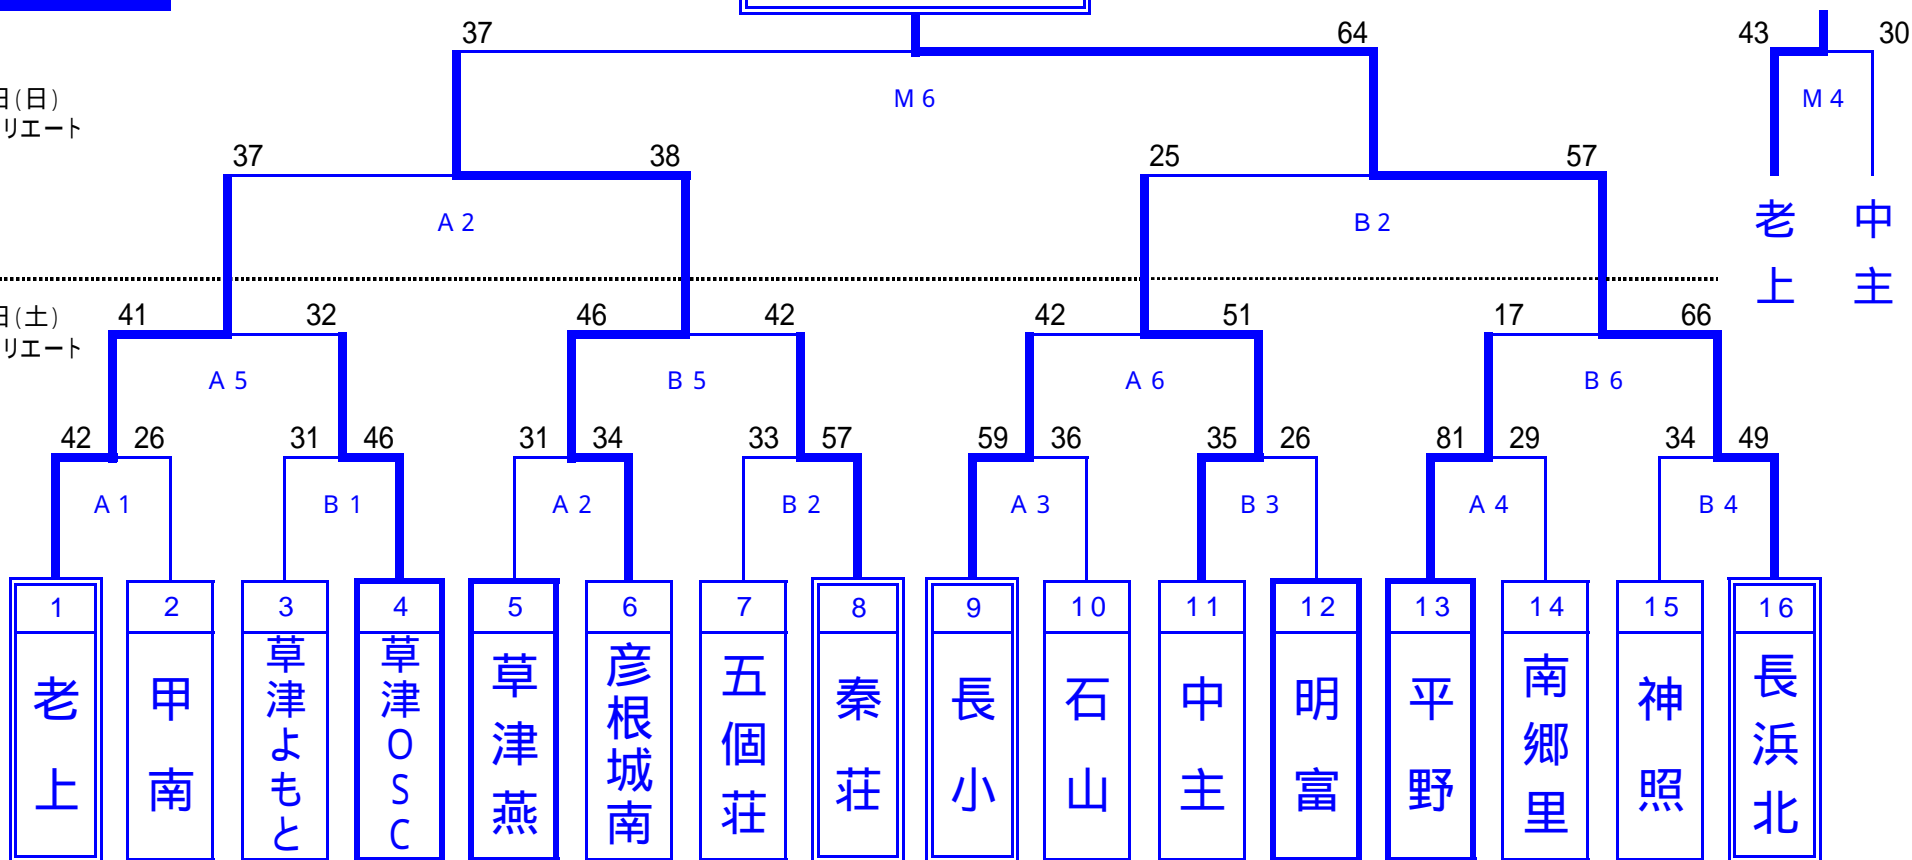 37 64 43 30
日(日)
M6 M4
リエート
37 38 25 57
A2 B2
老上 中主
41 32 46 42 42 51 17 66
日(土)
リエート
A5 B5 A6 B6
42 26 31 46 31 34 33 57 59 36 35 26 81 29 34 49
A1 B1 A2 B2 A3 B3 A4 B4
1 2 3 4 5 6 7 8 9 10 11 12 13 14 15 16
老上
甲南
草津よもと
草津OSC
草津燕
彦根城南
五個荘
秦荘
長小
石山
中主
明富
平野
南郷里
神照
長浜北